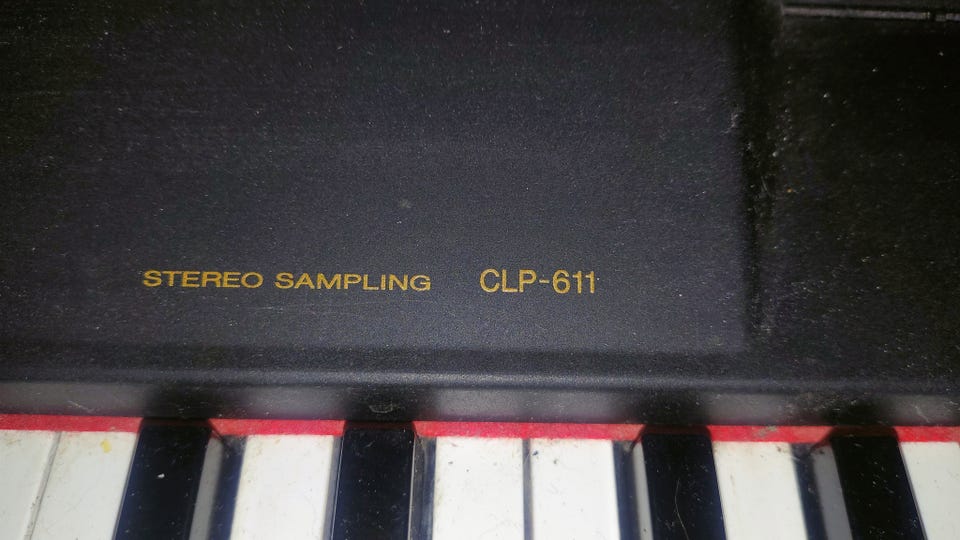 STEREO SAMPLING CLP-611